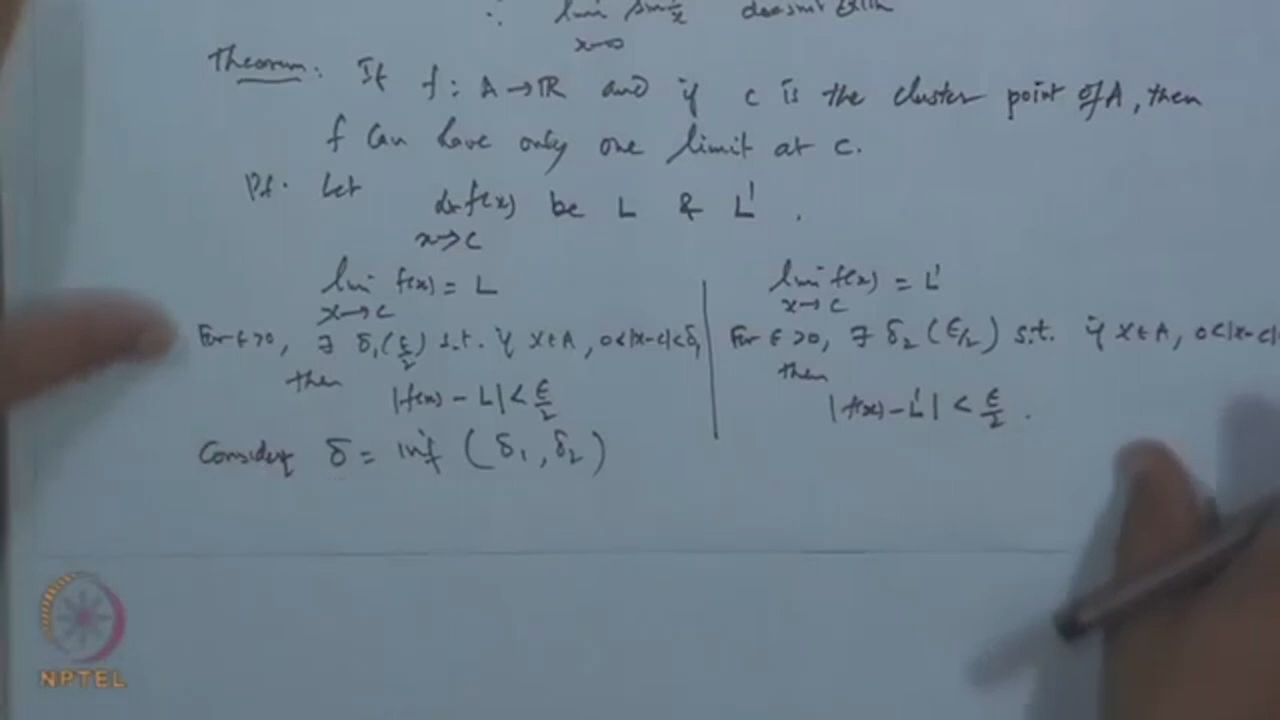 ∴ lim sin 1/x doesn't exist
x→0
Theorem: If f: A → ℝ and if c is the cluster point of A, then
f can have only one limit at c.
Pf. Let
lim f(x) be L & L' .
x→c
lim f(x) = L
x→c
For ε>0, ∃ δ₁(ε/2) s.t. if x∈A, 0<|x-c|<δ₁
then
|f(x) - L| < ε/2
lim f(x) = L'
x→c
For ε>0, ∃ δ₂(ε/2) s.t. if x∈A, 0<|x-c|
then
|f(x) - L'| < ε/2 .
Consider δ = inf (δ₁, δ₂)
NPTEL